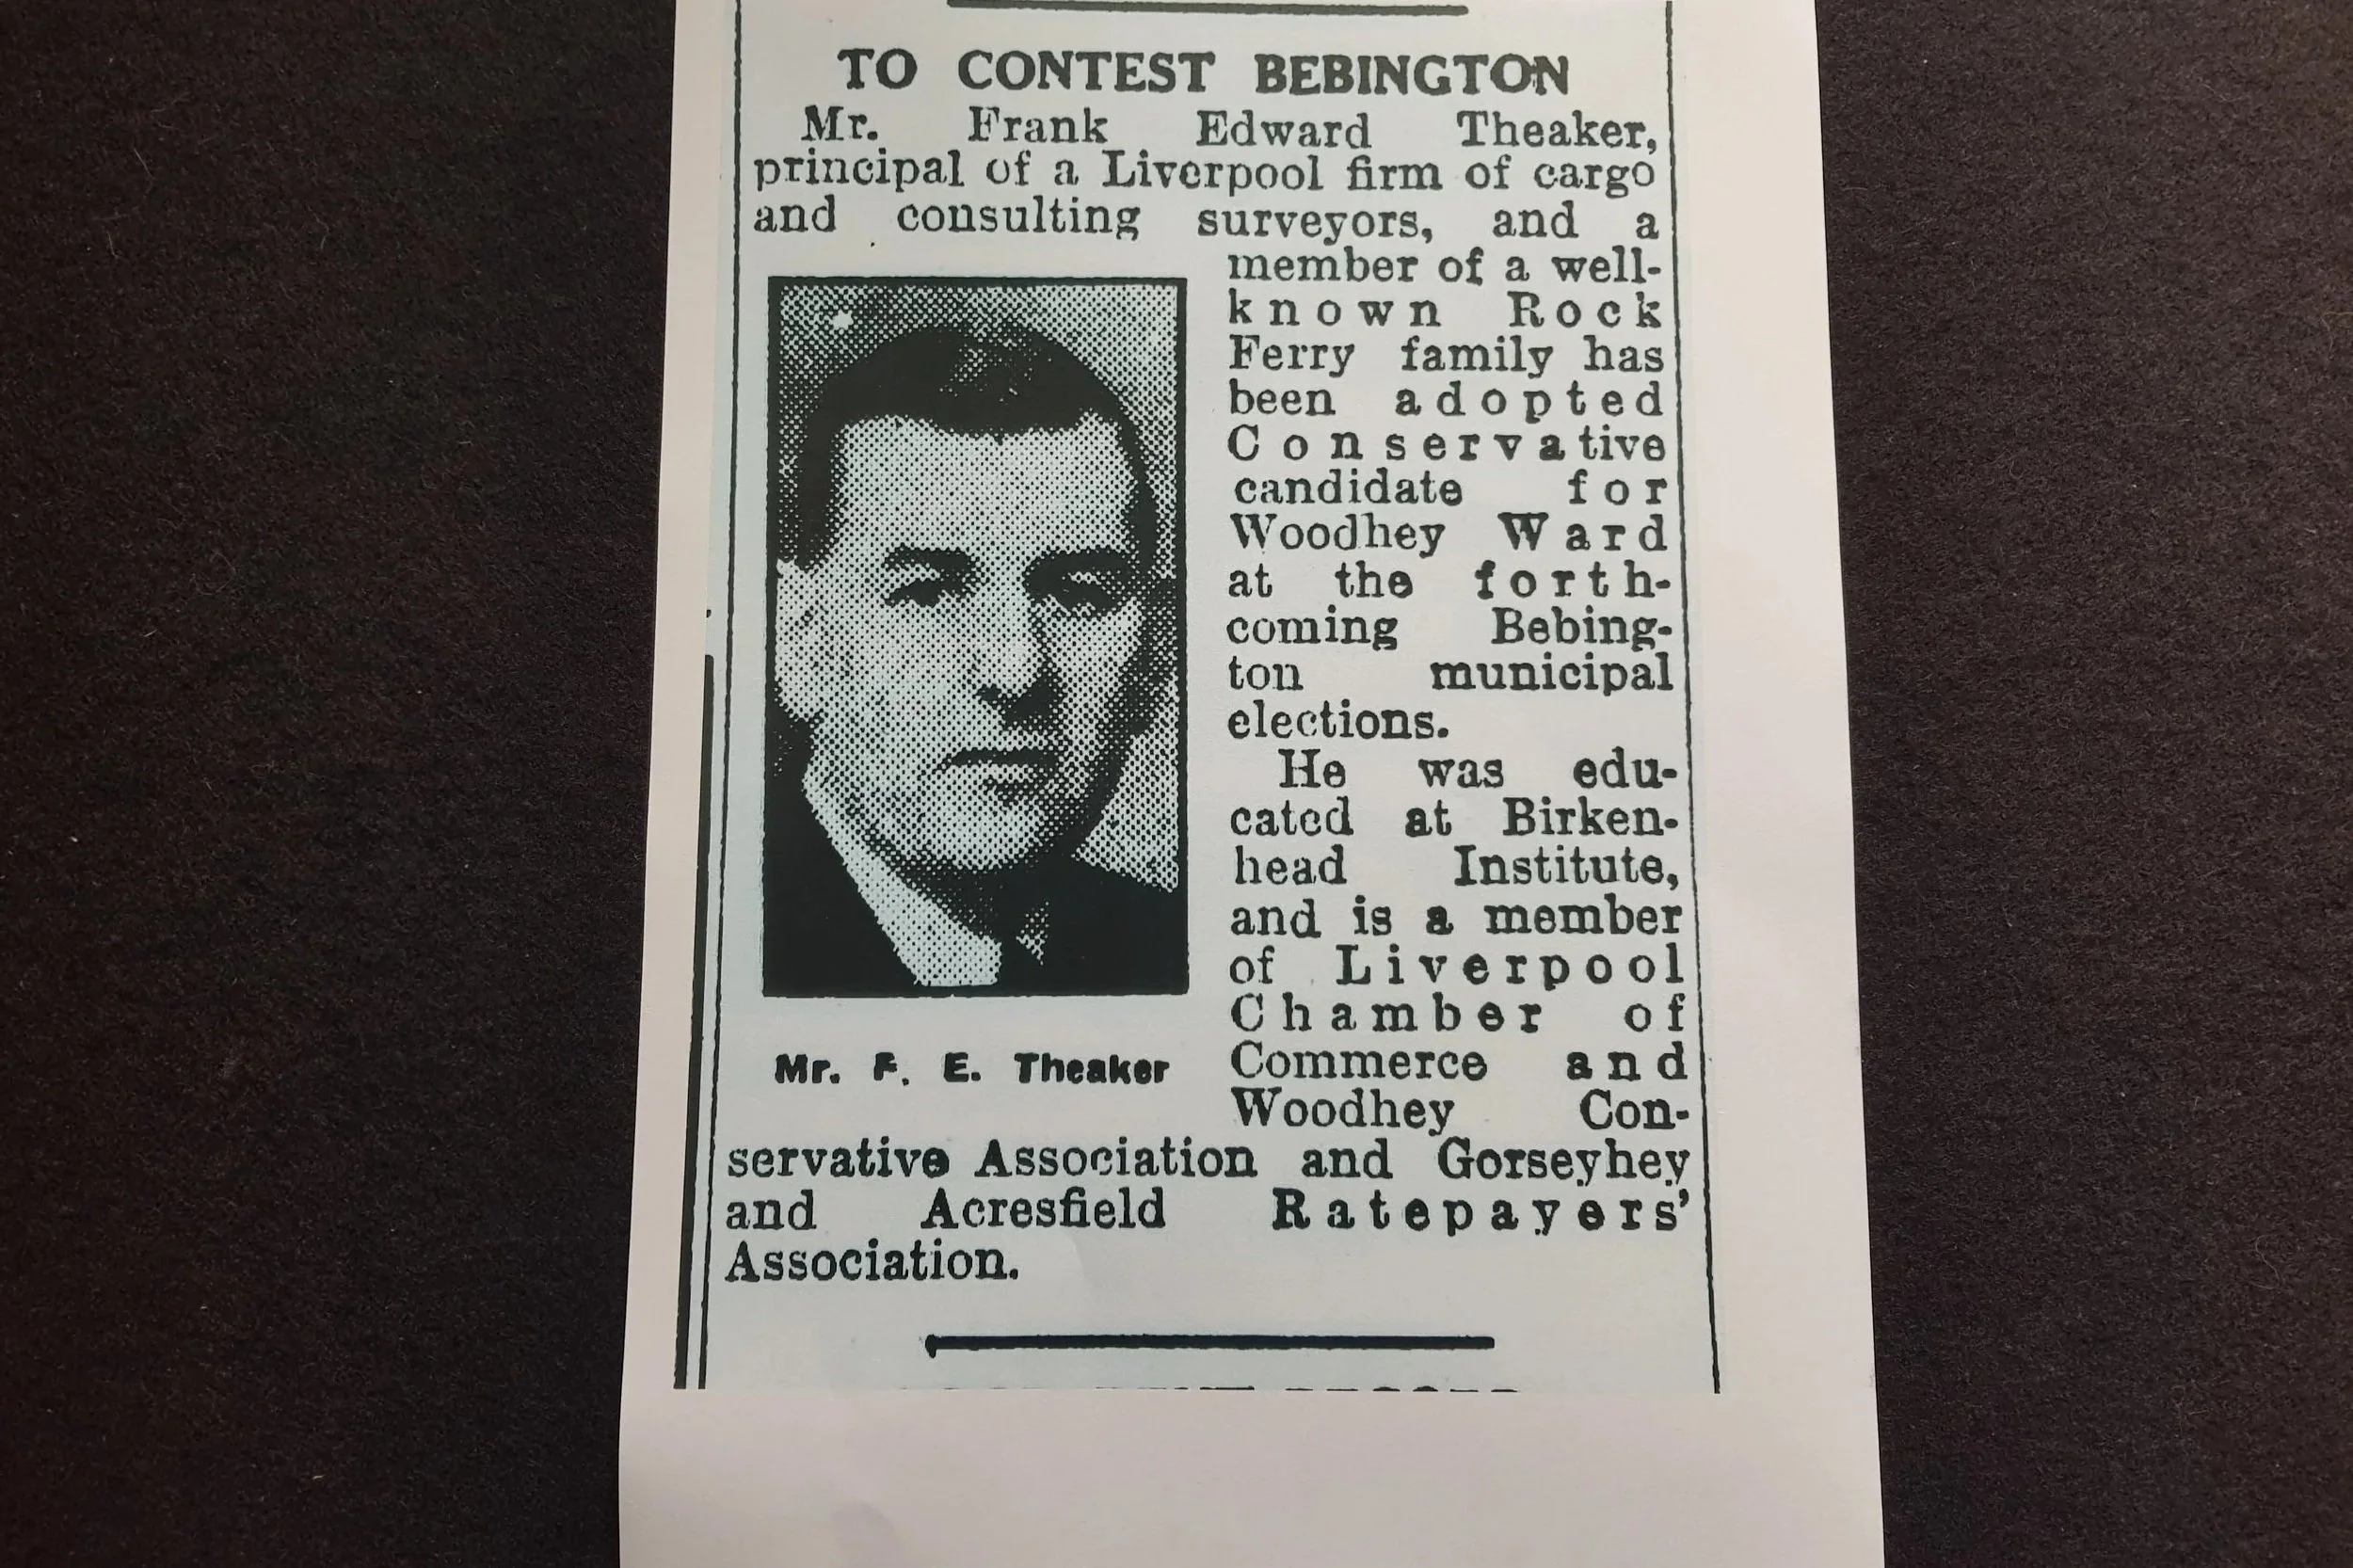 TO CONTEST BEBINGTON
Mr. Frank Edward Theaker,
principal of a Liverpool firm of cargo
and consulting surveyors, and a
member of a well-
known Rock
Ferry family has
been adopted
Conservative
candidate for
Woodhey Ward
at the forth-
coming Bebing-
ton municipal
elections.
He was edu-
cated at Birken-
head Institute,
and is a member
of Liverpool
Chamber of
Commerce and
Woodhey Con-
servative Association and Gorseyhey
and Acresfield Ratepayers'
Association.
Mr. F. E. Theaker